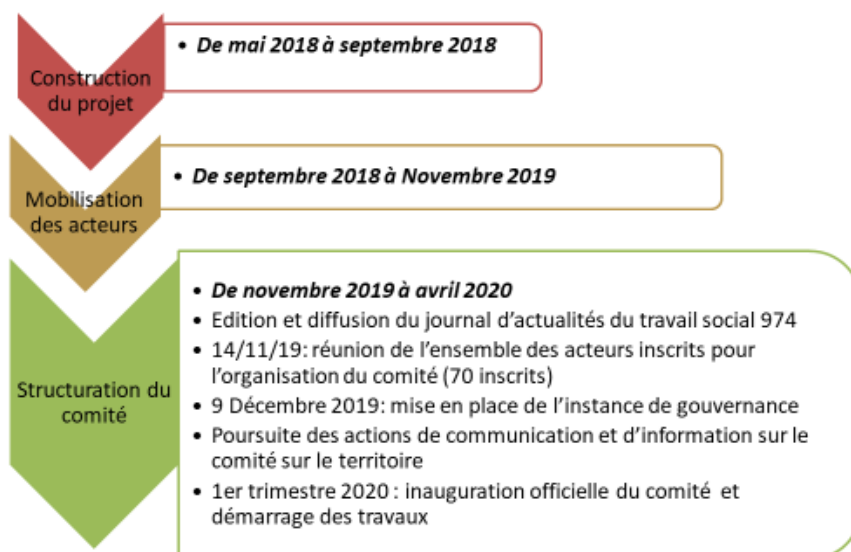 Construction
du projet
• De mai 2018 à septembre 2018
Mobilisation
des acteurs
• De septembre 2018 à Novembre 2019
Structuration du
comité
• De novembre 2019 à avril 2020
• Edition et diffusion du journal d'actualités du travail social 974
• 14/11/19: réunion de l'ensemble des acteurs inscrits pour
l'organisation du comité (70 inscrits)
• 9 Décembre 2019: mise en place de l'instance de gouvernance
• Poursuite des actions de communication et d'information sur le
comité sur le territoire
• 1er trimestre 2020 : inauguration officielle du comité et
démarrage des travaux